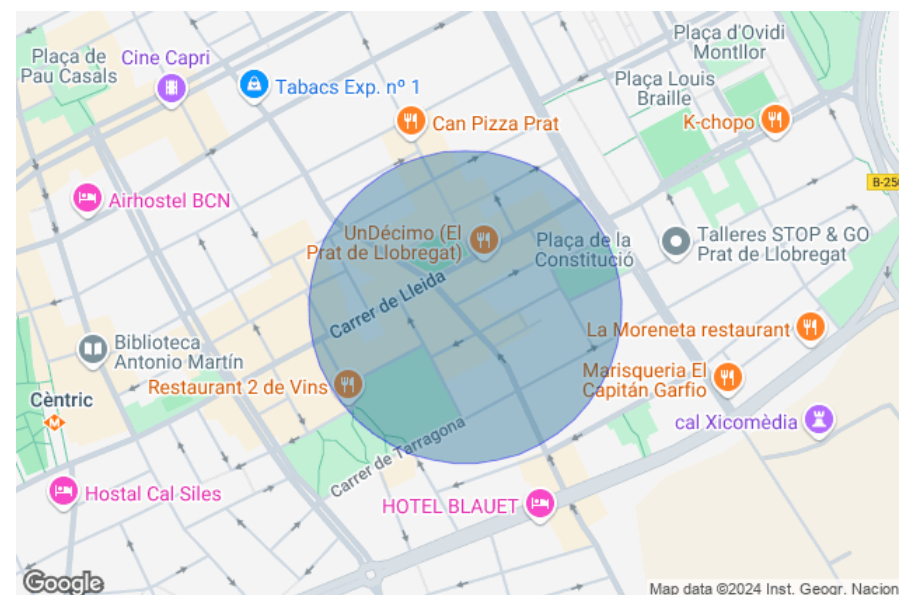 Plaça d'Ovidi
Montllor
Plaça de
Pau Casals
Cine Capri
Tabacs Exp. nº 1
Plaça Louis
Braille
Can Pizza Prat
K-chopo
B-25
Airhostel BCN
UnDécimo (El
Prat de Llobregat)
Plaça de la
Constitució
Talleres STOP & GO
Prat de Llobregat
Carrer de Lleida
La Moreneta restaurant
Biblioteca
Antonio Martín
Restaurant 2 de Vins
Marisqueria El
Capitán Garfio
Cèntric
M
cal Xicomèdia
Carrer de Tarragona
Hostal Cal Siles
HOTEL BLAUET
Google
Map data ©2024 Inst. Geogr. Nacion